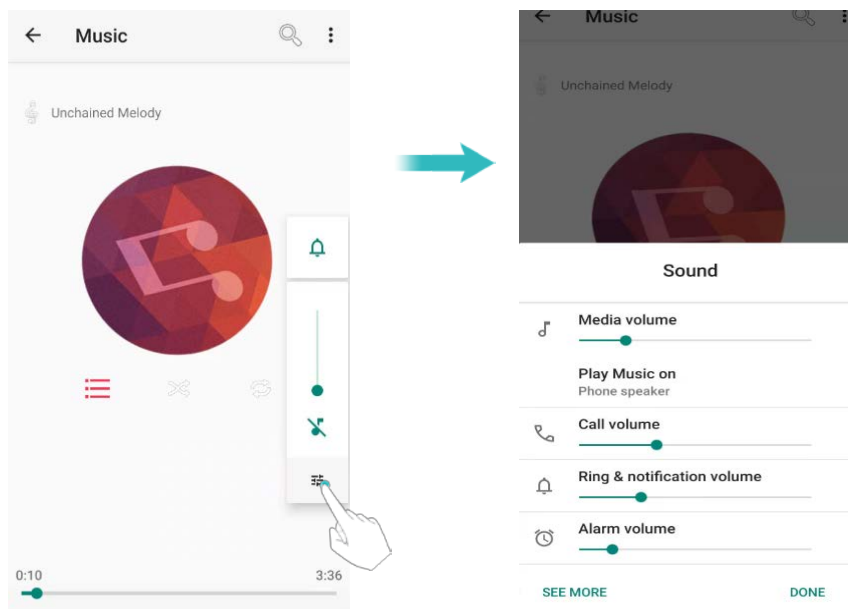 Music
Unchained Melody
0:10
3:36
Music
Unchained Melody
Sound
Media volume
Play Music on
Phone speaker
Call volume
Ring & notification volume
Alarm volume
SEE MORE
DONE